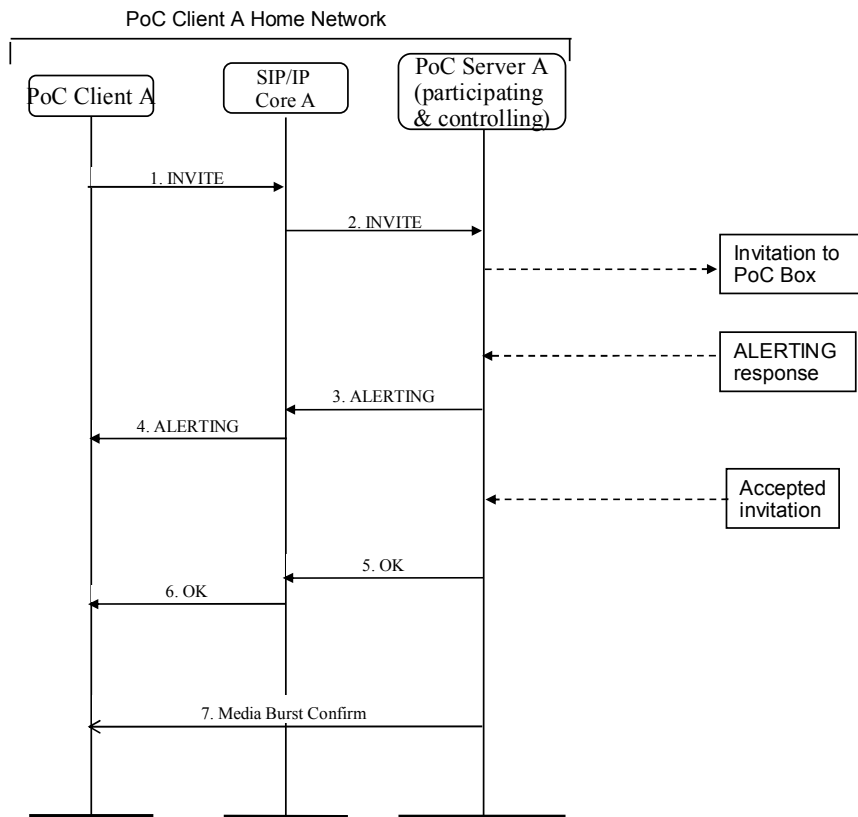 PoC Client A Home Network
PoC Client A
SIP/IP
Core A
PoC Server A
(participating
& controlling)
1. INVITE
2. INVITE
Invitation to
PoC Box
ALERTING
response
3. ALERTING
4. ALERTING
Accepted
invitation
5. OK
6. OK
7. Media Burst Confirm